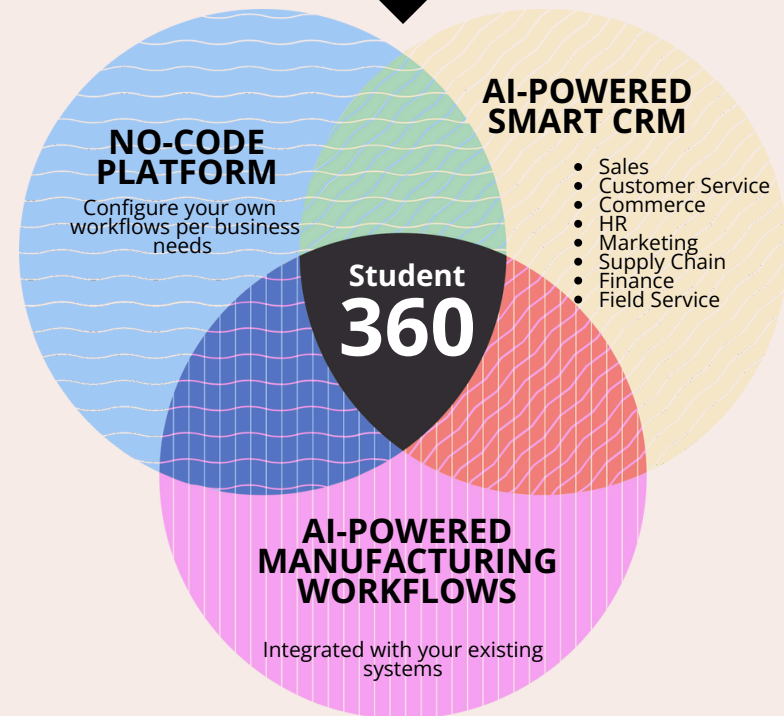 NO-CODE
PLATFORM
Configure your own
workflows per business
needs
AI-POWERED
SMART CRM
• Sales
• Customer Service
• Commerce
• HR
• Marketing
• Supply Chain
• Finance
• Field Service
Student
360
AI-POWERED
MANUFACTURING
WORKFLOWS
Integrated with your existing
systems